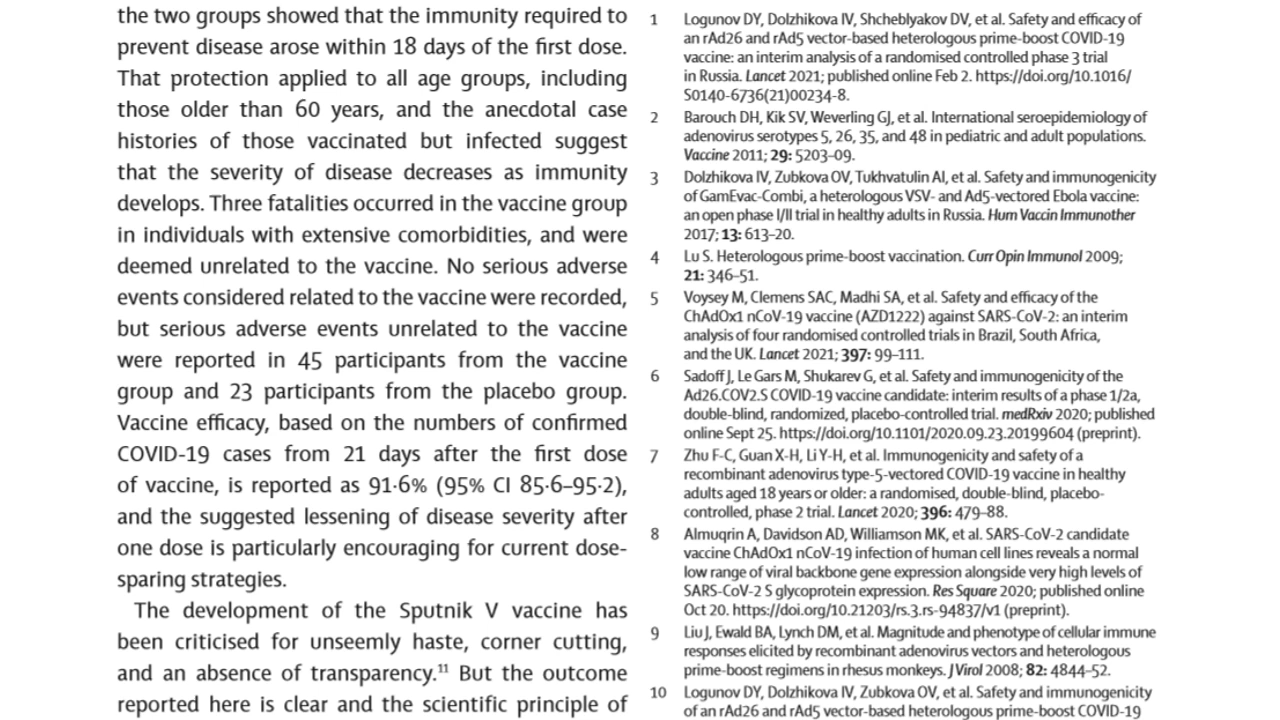 the two groups showed that the immunity required to
prevent disease arose within 18 days of the first dose.
That protection applied to all age groups, including
those older than 60 years, and the anecdotal case
histories of those vaccinated but infected suggest
that the severity of disease decreases as immunity
develops. Three fatalities occurred in the vaccine group
in individuals with extensive comorbidities, and were
deemed unrelated to the vaccine. No serious adverse
events considered related to the vaccine were recorded,
but serious adverse events unrelated to the vaccine
were reported in 45 participants from the vaccine
group and 23 participants from the placebo group.
Vaccine efficacy, based on the numbers of confirmed
COVID-19 cases from 21 days after the first dose
of vaccine, is reported as 91·6% (95% CI 85·6–95·2),
and the suggested lessening of disease severity after
one dose is particularly encouraging for current dose-
sparing strategies.
The development of the Sputnik V vaccine has
been criticised for unseemly haste, corner cutting,
and an absence of transparency.¹¹ But the outcome
reported here is clear and the scientific principle of
1 Logunov DY, Dolzhikova IV, Shcheblyakov DV, et al. Safety and efficacy of
an rAd26 and rAd5 vector-based heterologous prime-boost COVID-19
vaccine: an interim analysis of a randomised controlled phase 3 trial
in Russia. Lancet 2021; published online Feb 2. https://doi.org/10.1016/
S0140-6736(21)00234-8.
2 Barouch DH, Kik SV, Weverling GJ, et al. International seroepidemiology of
adenovirus serotypes 5, 26, 35, and 48 in pediatric and adult populations.
Vaccine 2011; 29: 5203–09.
3 Dolzhikova IV, Zubkova OV, Tukhvatulin AI, et al. Safety and immunogenicity
of GamEvac-Combi, a heterologous VSV- and Ad5-vectored Ebola vaccine:
an open phase I/II trial in healthy adults in Russia. Hum Vaccin Immunother
2017; 13: 613–20.
4 Lu S. Heterologous prime-boost vaccination. Curr Opin Immunol 2009;
21: 346–51.
5 Voysey M, Clemens SAC, Madhi SA, et al. Safety and efficacy of the
ChAdOx1 nCoV-19 vaccine (AZD1222) against SARS-CoV-2: an interim
analysis of four randomised controlled trials in Brazil, South Africa,
and the UK. Lancet 2021; 397: 99–111.
6 Sadoff J, Le Gars M, Shukarev G, et al. Safety and immunogenicity of the
Ad26.COV2.S COVID-19 vaccine candidate: interim results of a phase 1/2a,
double-blind, randomized, placebo-controlled trial. medRxiv 2020; published
online Sept 25. https://doi.org/10.1101/2020.09.23.20199604 (preprint).
7 Zhu F-C, Guan X-H, Li Y-H, et al. Immunogenicity and safety of a
recombinant adenovirus type-5-vectored COVID-19 vaccine in healthy
adults aged 18 years or older: a randomised, double-blind, placebo-
controlled, phase 2 trial. Lancet 2020; 396: 479–88.
8 Almuqrin A, Davidson AD, Williamson MK, et al. SARS-CoV-2 candidate
vaccine ChAdOx1 nCoV-19 infection of human cell lines reveals a normal
low range of viral backbone gene expression alongside very high levels of
SARS-CoV-2 S glycoprotein expression. Res Square 2020; published online
Oct 20. https://doi.org/10.21203/rs.3.rs-94837/v1 (preprint).
9 Liu J, Ewald BA, Lynch DM, et al. Magnitude and phenotype of cellular immune
responses elicited by recombinant adenovirus vectors and heterologous
prime-boost regimens in rhesus monkeys. J Virol 2008; 82: 4844–52.
10 Logunov DY, Dolzhikova IV, Zubkova OV, et al. Safety and immunogenicity
of an rAd26 and rAd5 vector-based heterologous prime-boost COVID-19